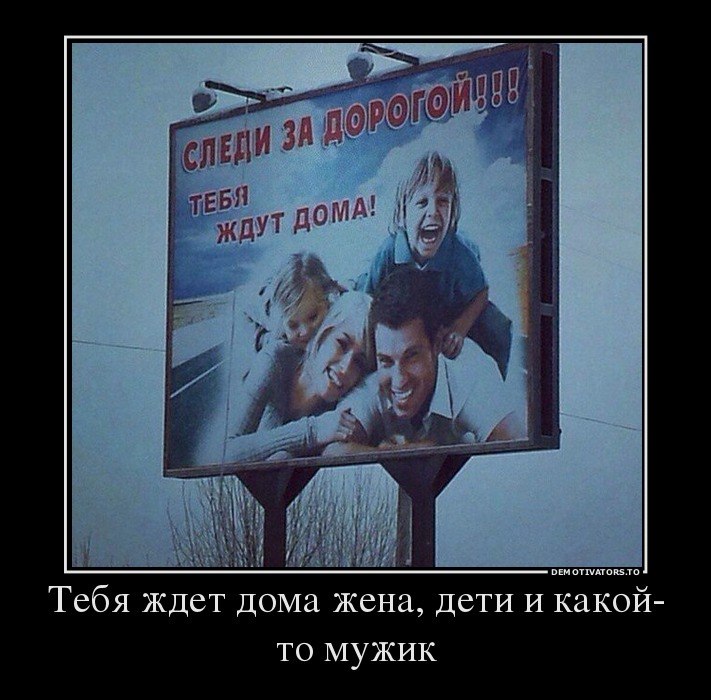 СЛЕДИ ЗА ДОРОГОЙ!!!
ТЕБЯ
ЖДУТ ДОМА!
DEMOTIVATORS.TO
Тебя ждет дома жена, дети и какой-
то мужик